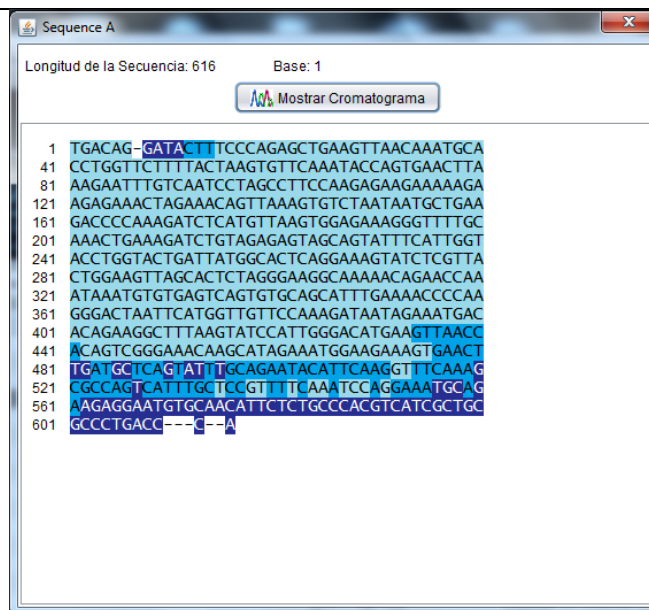 Sequence A
Longitud de la Secuencia: 616 Base: 1
Mostrar Cromatograma
1 TGACAG-GATACTTTCCCAGAGCTGAAGTTAACAAATGCA
41 CCTGGTTCTTTTACTAAGTGTTCAAATACCAGTGAACTTA
81 AAGAATTTGTCAATCCTAGCCTTCCAAGAGAAGAAAAAGA
121 AGAGAAACTAGAAACAGTTAAAGTGTCTAATAATGCTGAA
161 GACCCCAAAGATCTCATGTTAAGTGGAGAAAGGGTTTTGC
201 AAACTGAAAGATCTGTAGAGAGTAGCAGTATTTCATTGGT
241 ACCTGGTACTGATTATGGCACTCAGGAAAGTATCTCGTTA
281 CTGGAAGTTAGCACTCTAGGGAAGGCAAAAACAGAACCAA
321 ATAAATGTGTGAGTCAGTGTGCAGCATTTGAAAACCCCAA
361 GGGACTAATTCATGGTTGTTCCAAAGATAATAGAAATGAC
401 ACAGAAGGCTTTAAGTATCCATTGGGACATGAAGTTAACC
441 ACAGTCGGGAAACAAGCATAGAAATGGAAGAAAGTGAACT
481 TGATGCTCAGTATTTGCAGAATACATTCAAGGTTTCAAAG
521 CGCCAGTCATTTGCTCCGTTTTCAAATCCAGGAAATGCAG
561 AAGAGGAATGTGCAACATTCTCTGCCCACGTCATCGCTGC
601 GCCCTGACC---C--A